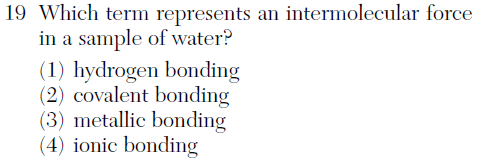 19 Which term represents an intermolecular force
in a sample of water?
(1) hydrogen bonding
(2) covalent bonding
(3) metallic bonding
(4) ionic bonding